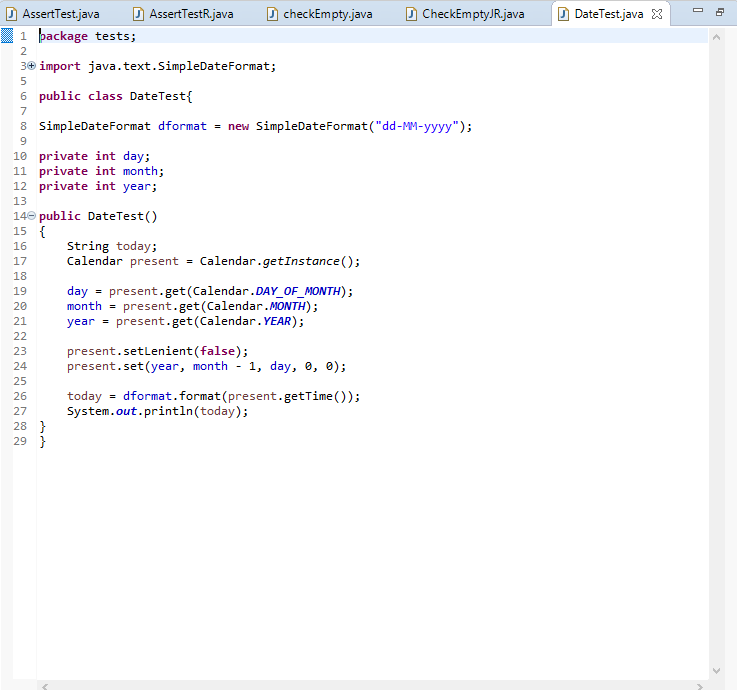 AssertTest.java AssertTestR.java checkEmpty.java CheckEmptyJR.java DateTest.java
1 package tests;
2
3 import java.text.SimpleDateFormat;
5
6 public class DateTest{
7
8 SimpleDateFormat dformat = new SimpleDateFormat("dd-MM-yyyy");
9
10 private int day;
11 private int month;
12 private int year;
13
14 public DateTest()
15 {
16     String today;
17     Calendar present = Calendar.getInstance();
18
19     day = present.get(Calendar.DAY_OF_MONTH);
20     month = present.get(Calendar.MONTH);
21     year = present.get(Calendar.YEAR);
22
23     present.setLenient(false);
24     present.set(year, month - 1, day, 0, 0);
25
26     today = dformat.format(present.getTime());
27     System.out.println(today);
28 }
29 }